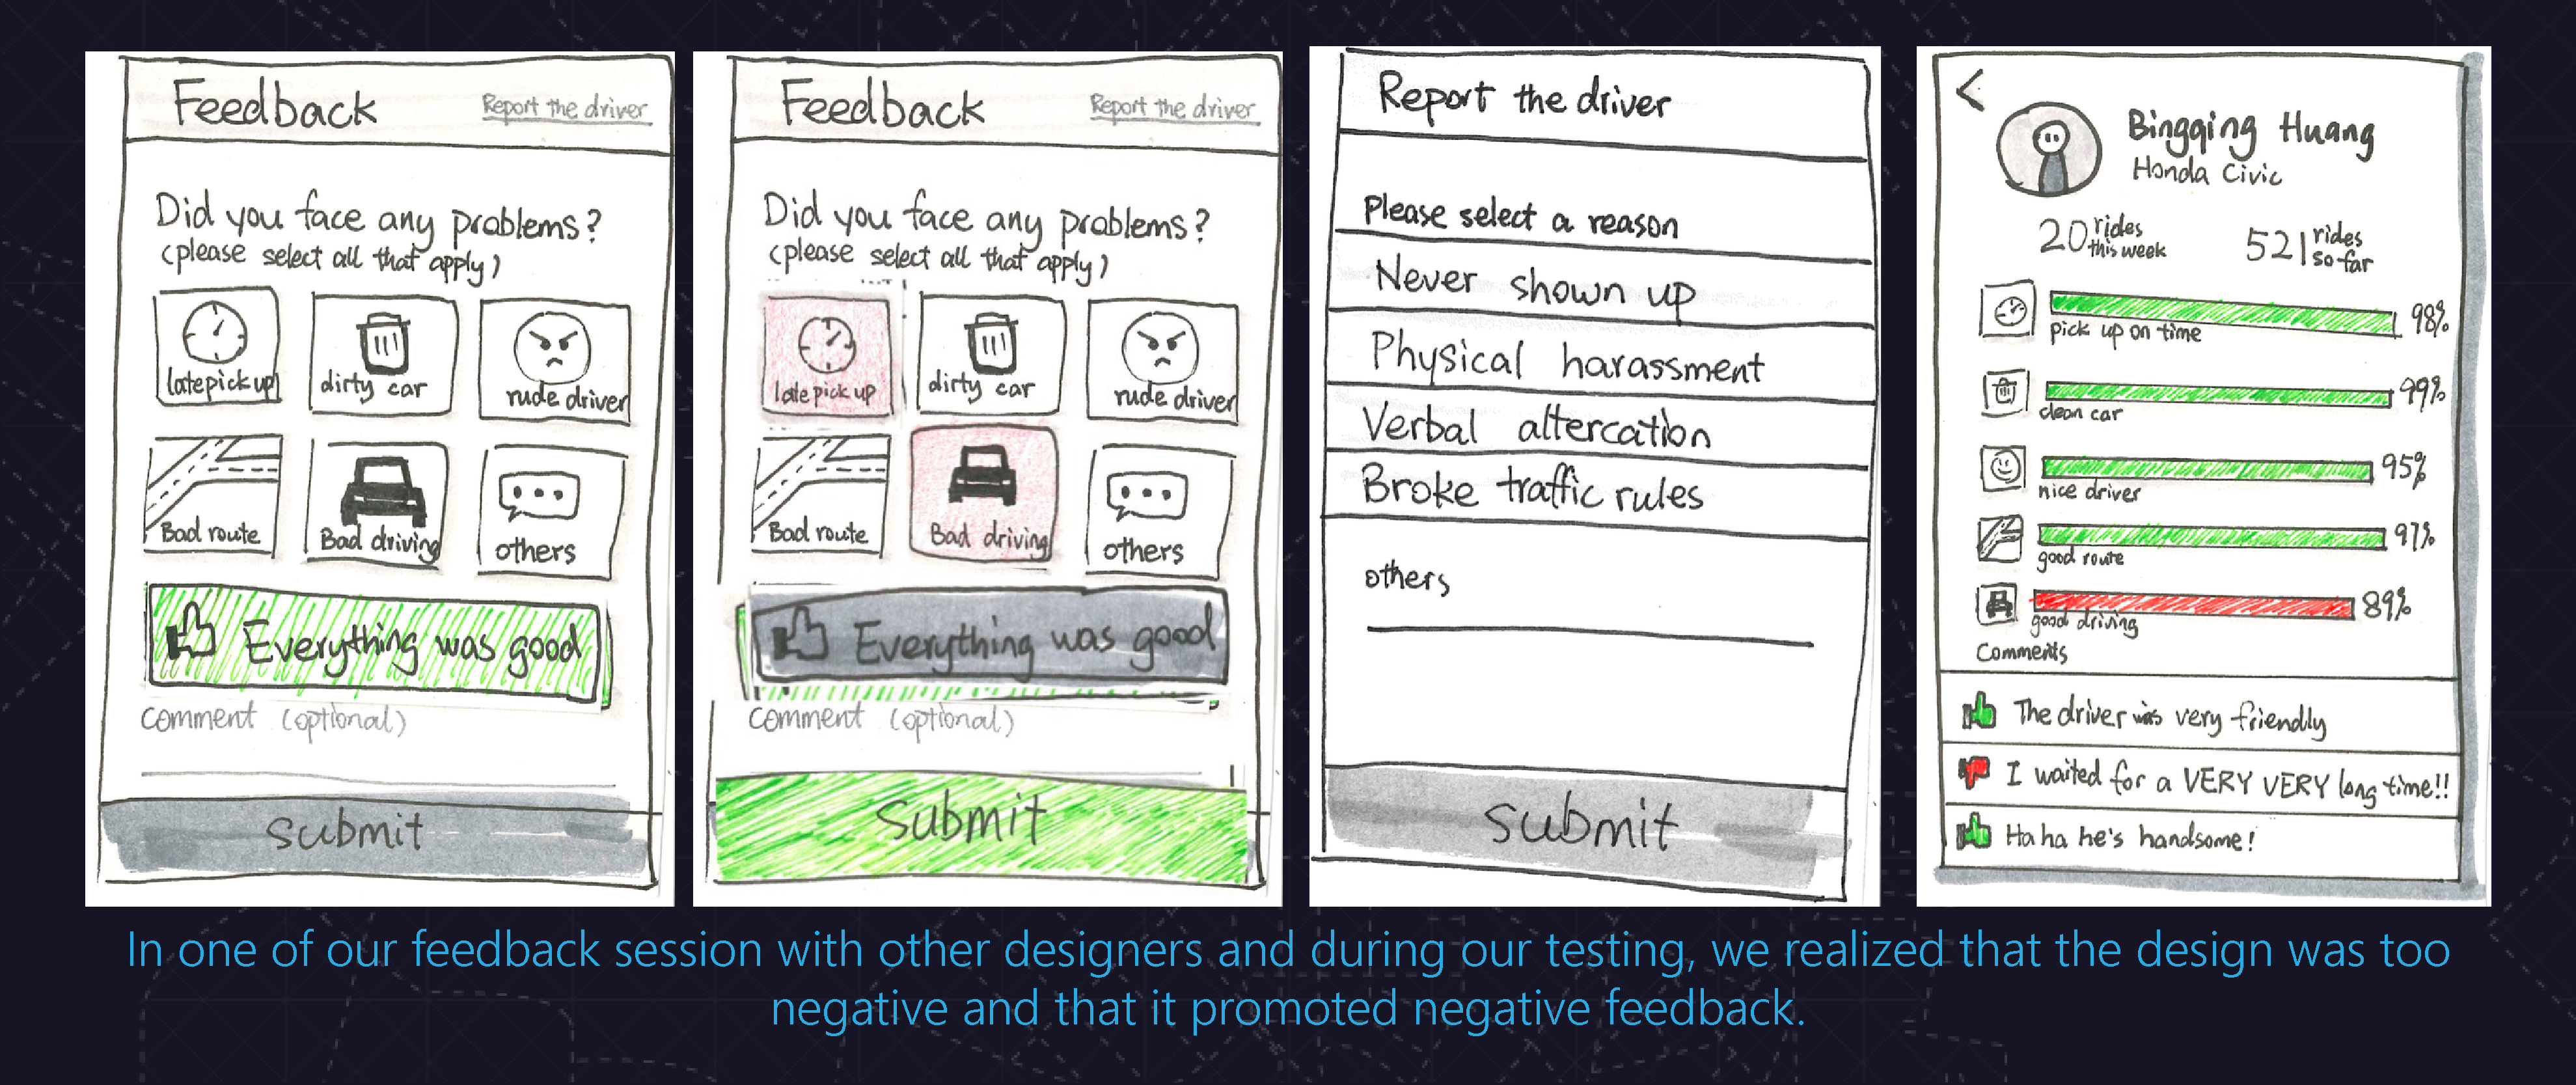 Feedback
Report the driver
Did you face any problems?
(please select all that apply)
late pick up
dirty car
rude driver
Bad route
Bad driving
others
Everything was good
comment (optional)
submit
Feedback
Report the driver
Did you face any problems?
(please select all that apply)
late pick up
dirty car
rude driver
Bad route
Bad driving
others
Everything was good
comment (optional)
submit
Report the driver
Please select a reason
Never shown up
Physical harassment
Verbal altercation
Broke traffic rules
others
submit
<
Bingqing Huang
Honda Civic
20 rides this week
521 rides so far
98%
pick up on time
99%
clean car
95%
nice driver
97%
good route
89%
good driving
Comments
The driver was very friendly
I waited for a VERY VERY long time!!
Ha ha he's handsome!
In one of our feedback session with other designers and during our testing, we realized that the design was too
negative and that it promoted negative feedback.